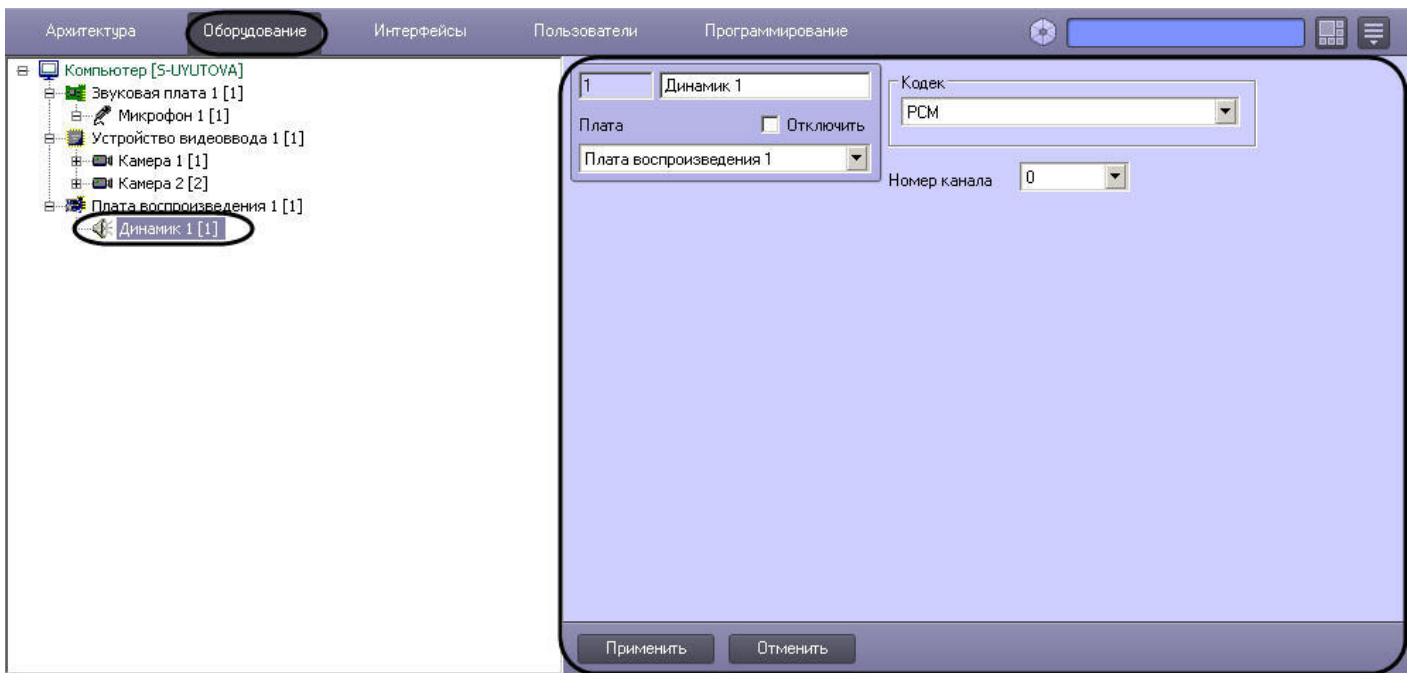 Архитектура Оборудование Интерфейсы Пользователи Программирование
Компьютер [S-UYUTOVA]
Звуковая плата 1 [1]
Микрофон 1 [1]
Устройство видеоввода 1 [1]
Камера 1 [1]
Камера 2 [2]
Плата воспроизведения 1 [1]
Динамик 1 [1]
1 Динамик 1
Плата Отключить
Плата воспроизведения 1
Кодек
PCM
Номер канала 0
Применить Отменить